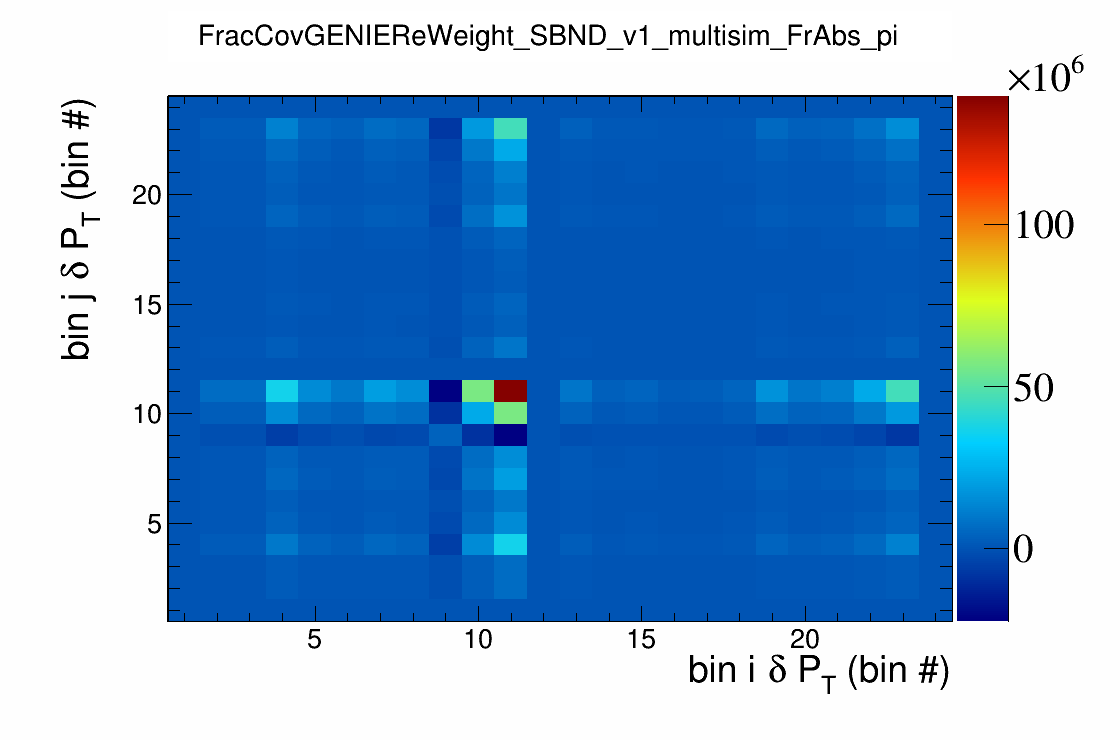 FracCovGENIEReWeight_SBND_v1_multisim_FrAbs_pi
×10⁶
bin j δ P_T (bin #)
20
15
10
5
100
50
0
5 10 15 20
bin i δ P_T (bin #)